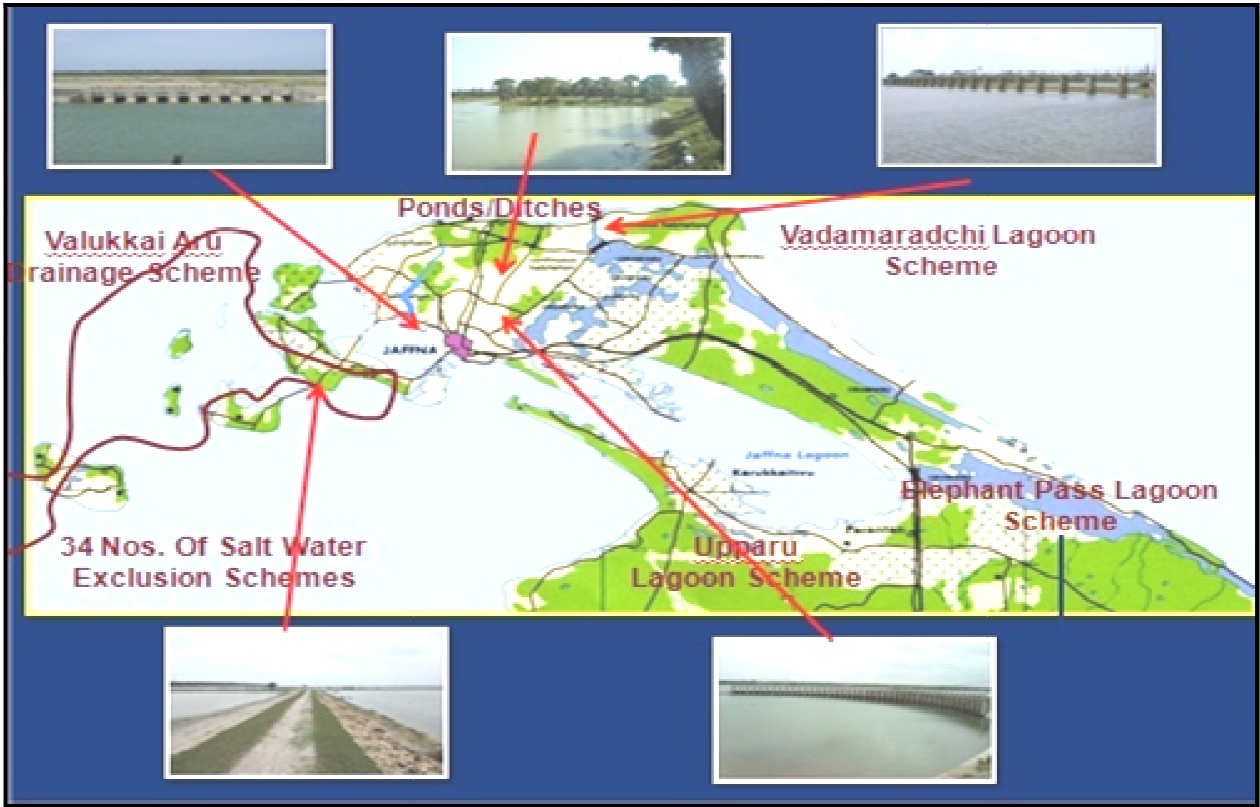 Ponds/Ditches
Valukkai Aru
Drainage Scheme
Vadamaradchi Lagoon
Scheme
JAFFNA
Jaffna Lagoon
Karukkaitivu
Elephant Pass Lagoon
Scheme
34 Nos. Of Salt Water
Exclusion Schemes
Upparu
Lagoon Scheme